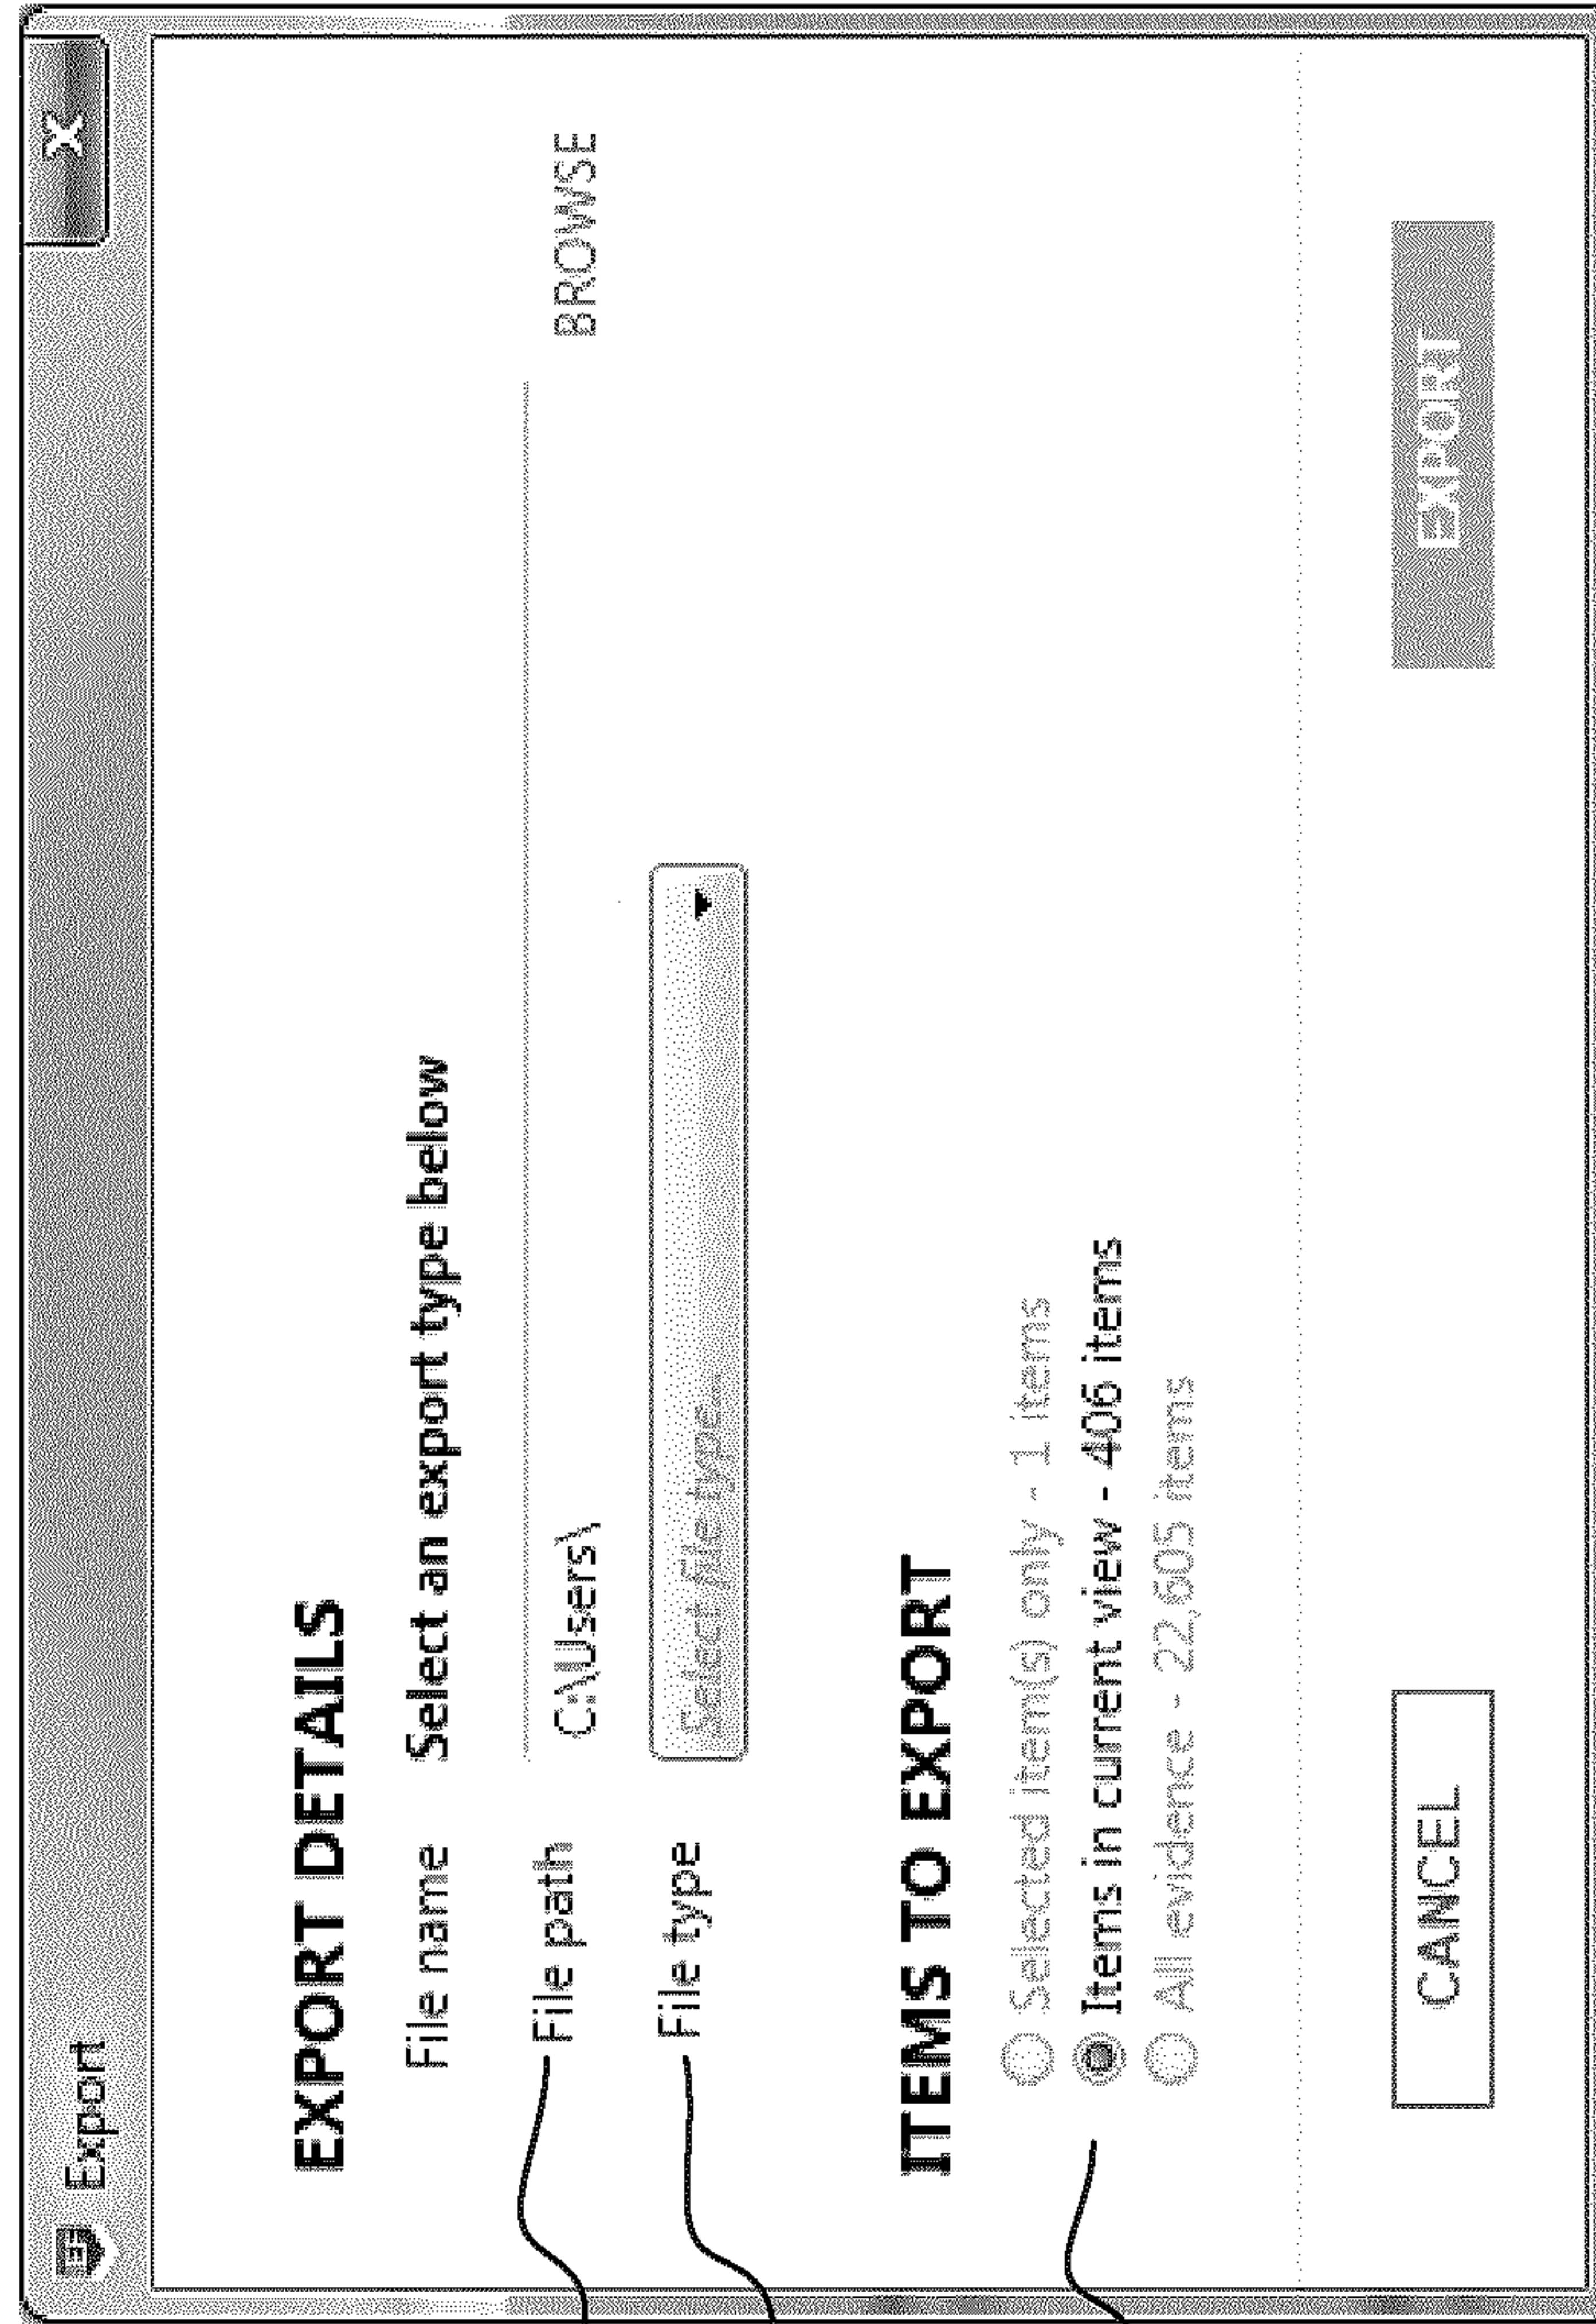 Export
X
EXPORT DETAILS
File name Select an export type below
File path C:\Users\ BROWSE
File type Select file type...
ITEMS TO EXPORT
Selected item(s) only - 1 items
Items in current view - 406 items
All evidence - 22,605 items
CANCEL EXPORT